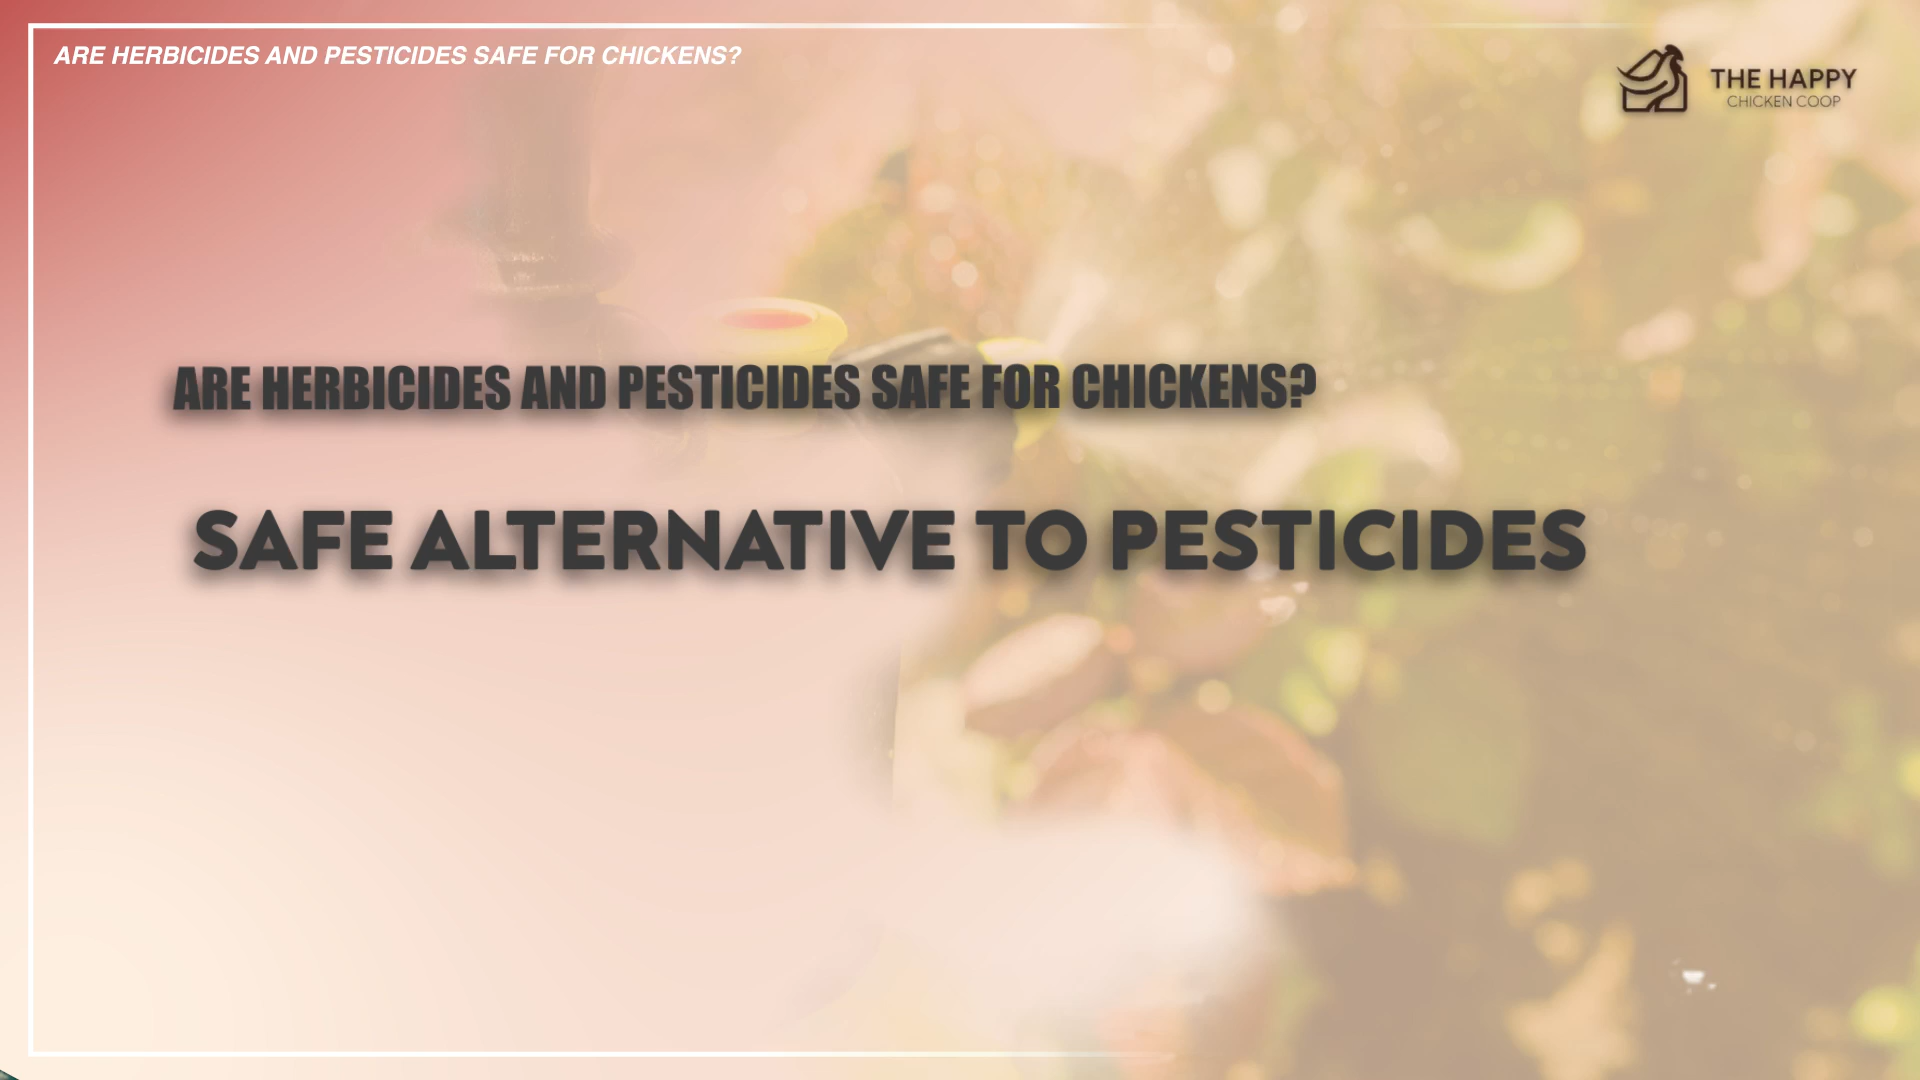 ARE HERBICIDES AND PESTICIDES SAFE FOR CHICKENS?
THE HAPPY
CHICKEN COOP
ARE HERBICIDES AND PESTICIDES SAFE FOR CHICKENS?
SAFE ALTERNATIVE TO PESTICIDES